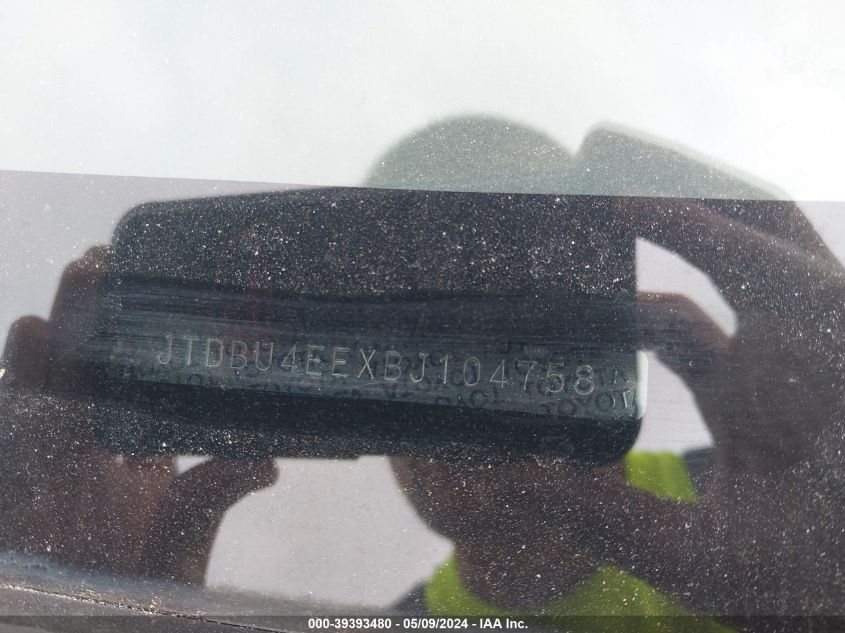 JTDBU4EEXBJ104758
000-39393480 - 05/09/2024 - IAA Inc.